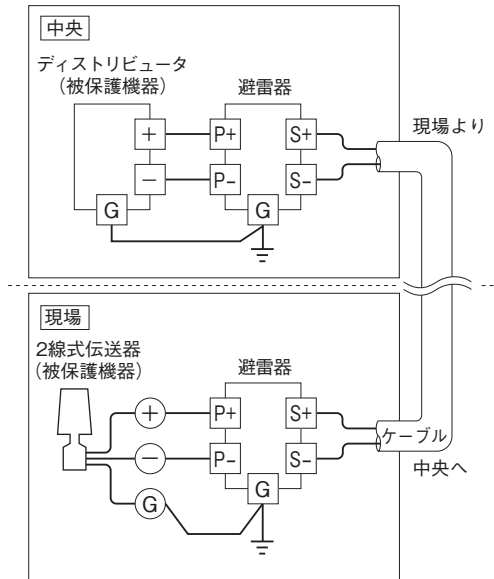 中央
ディストリビュータ
（被保護機器）
避雷器
+
P+
S+
−
P−
S−
G
G
現場より
現場
2線式伝送器
（被保護機器）
避雷器
+
P+
S+
−
P−
S−
G
G
ケーブル
中央へ